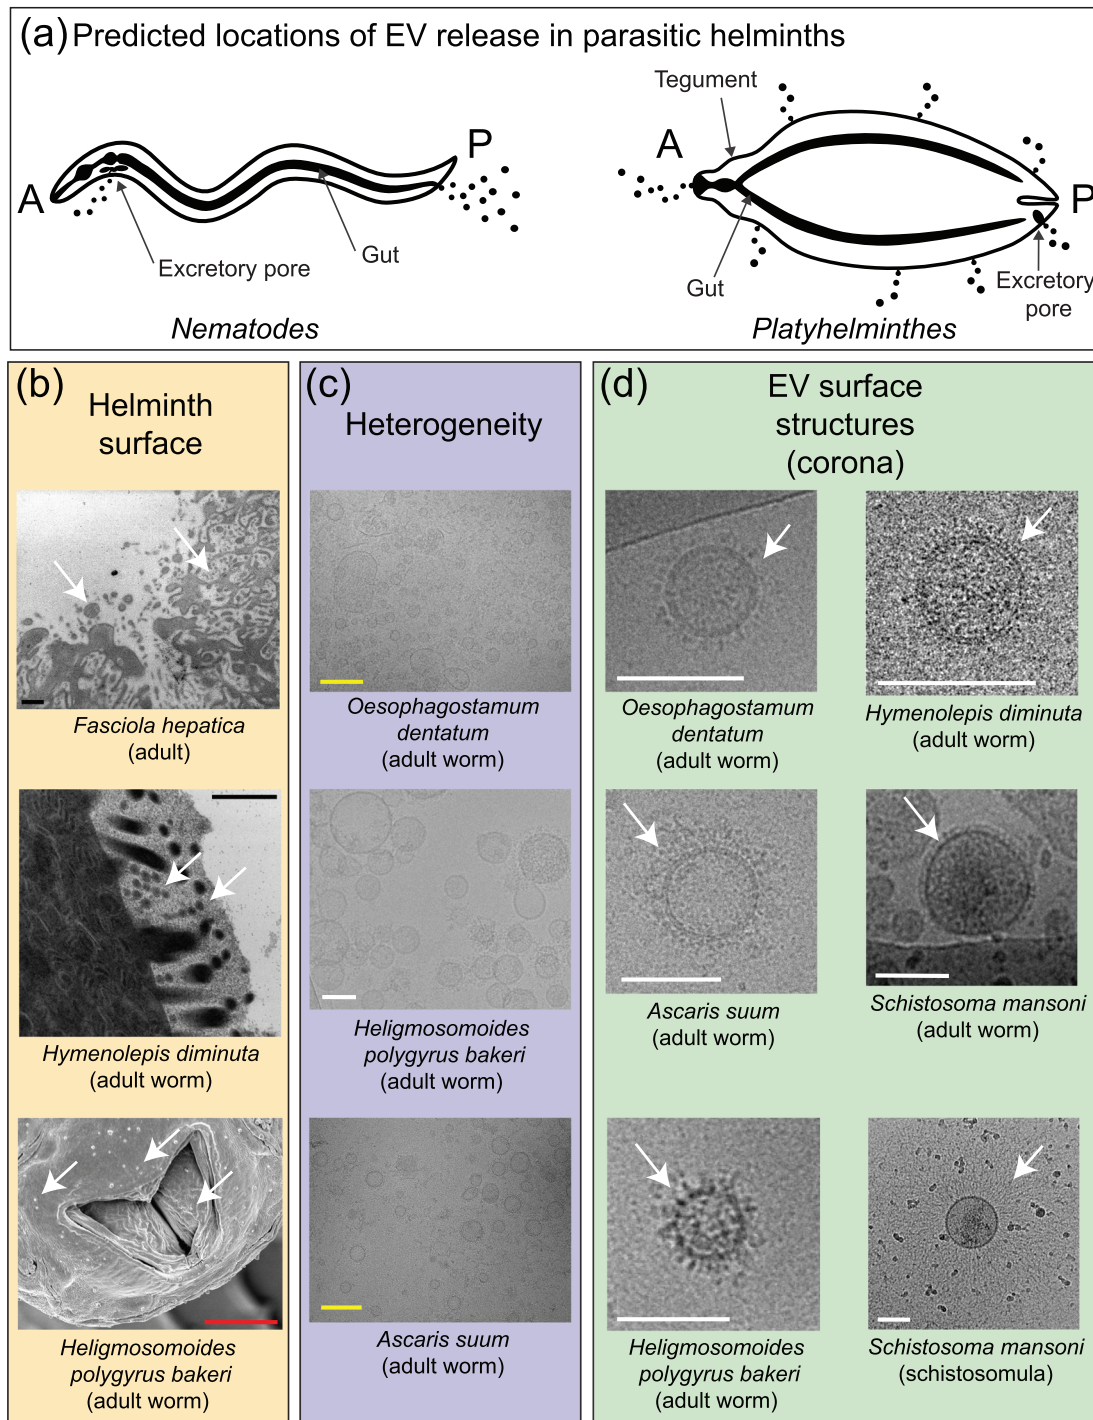 (a) Predicted locations of EV release in parasitic helminths
A
P
Excretory pore
Gut
Nematodes
Tegument
A
P
Gut
Excretory
pore
Platyhelminthes
(b)
Helminth
surface
Fasciola hepatica
(adult)
Hymenolepis diminuta
(adult worm)
Heligmosomoides
polygyrus bakeri
(adult worm)
(c)
Heterogeneity
Oesophagostamum
dentatum
(adult worm)
Heligmosomoides
polygyrus bakeri
(adult worm)
Ascaris suum
(adult worm)
(d)
EV surface
structures
(corona)
Oesophagostamum
dentatum
(adult worm)
Hymenolepis diminuta
(adult worm)
Ascaris suum
(adult worm)
Schistosoma mansoni
(adult worm)
Heligmosomoides
polygyrus bakeri
(adult worm)
Schistosoma mansoni
(schistosomula)